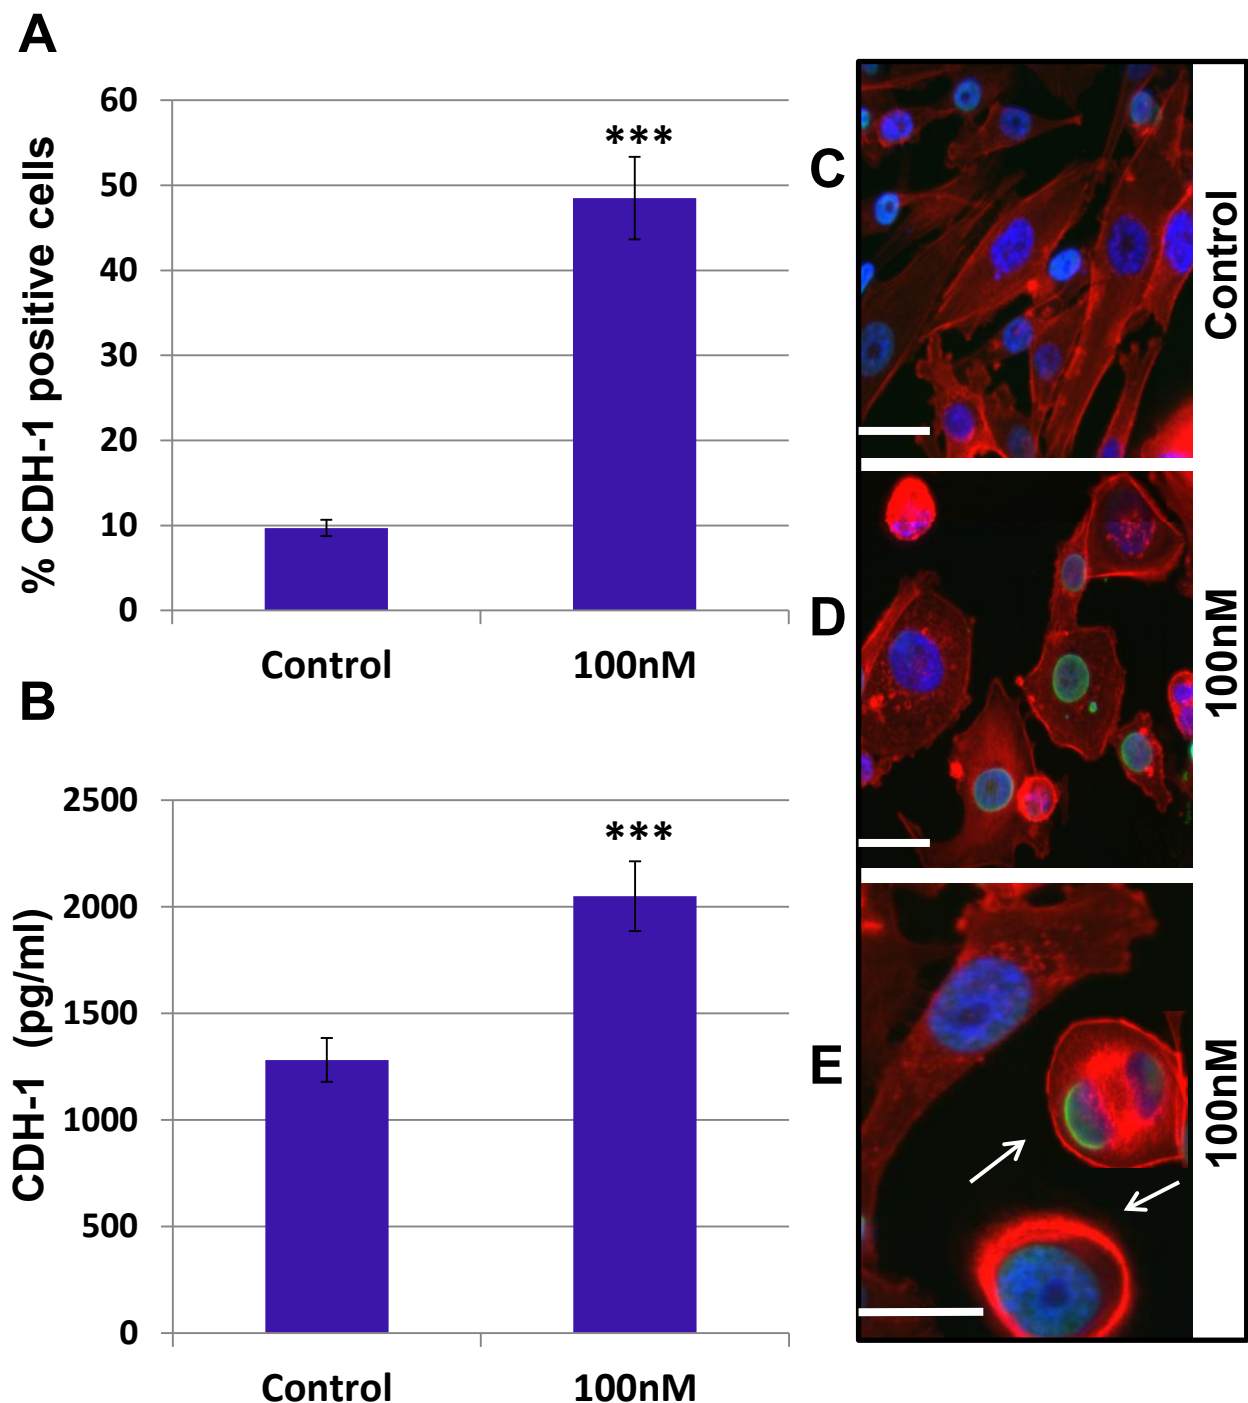 A
% CDH-1 positive cells
60
50
40
30
20
10
0
***
Control
100nM
B
CDH-1 (pg/ml)
2500
2000
1500
1000
500
0
***
Control
100nM
C
Control
D
100nM
E
100nM